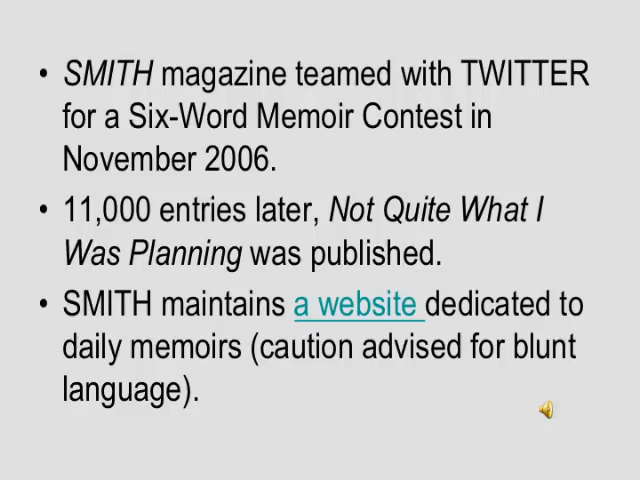 • SMITH magazine teamed with TWITTER
for a Six-Word Memoir Contest in
November 2006.
• 11,000 entries later, Not Quite What I
Was Planning was published.
• SMITH maintains a website dedicated to
daily memoirs (caution advised for blunt
language).